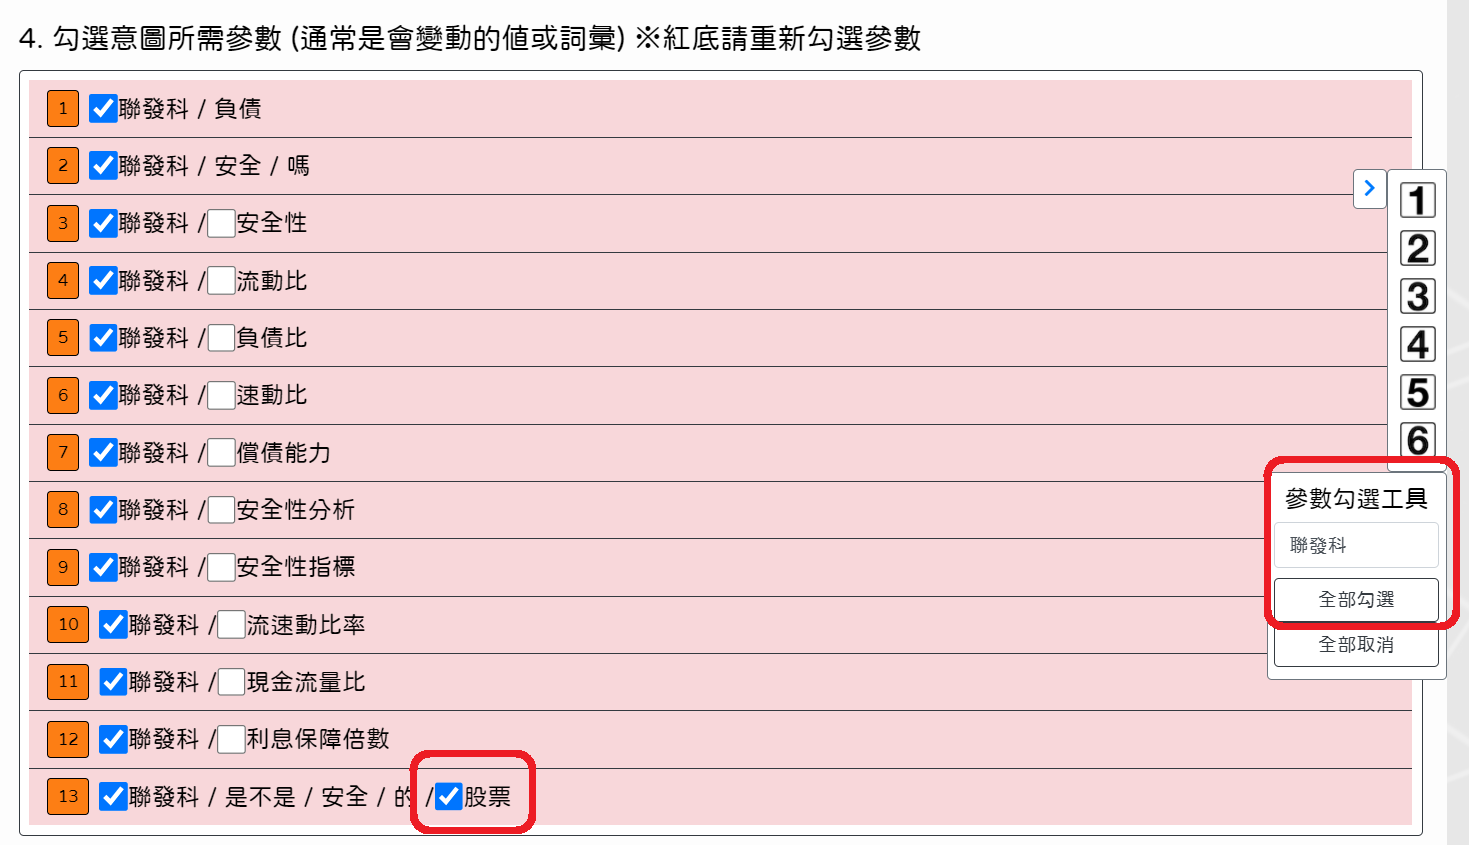 4. 勾選意圖所需參數 (通常是會變動的值或詞彙) ※紅底請重新勾選參數
1 聯發科 / 負債
2 聯發科 / 安全 / 嗎
3 聯發科 / 安全性
4 聯發科 / 流動比
5 聯發科 / 負債比
6 聯發科 / 速動比
7 聯發科 / 償債能力
8 聯發科 / 安全性分析
9 聯發科 / 安全性指標
10 聯發科 / 流速動比率
11 聯發科 / 現金流量比
12 聯發科 / 利息保障倍數
13 聯發科 / 是不是 / 安全 / 的 / 股票
1
2
3
4
5
6
參數勾選工具
聯發科
全部勾選
全部取消